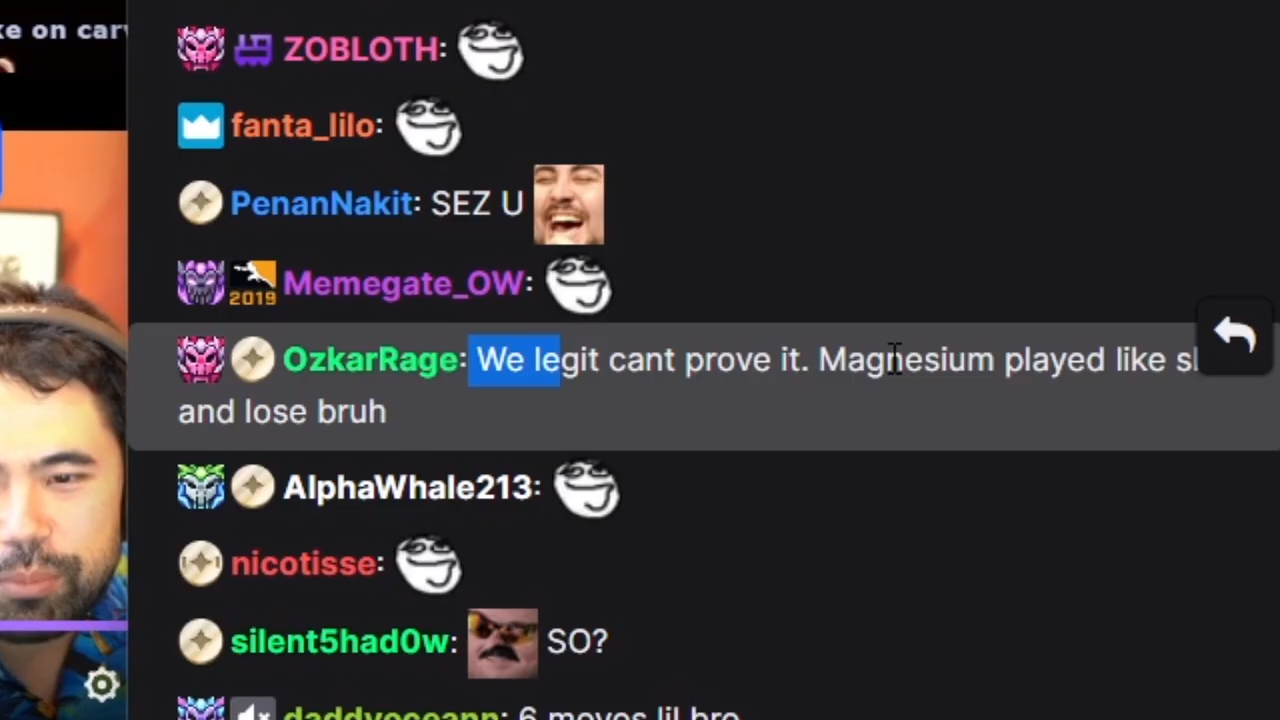 ke on car
ZOBLOTH:
fanta_lilo:
PenanNakit: SEZ U
2019 Memegate_OW:
OzkarRage: We legit cant prove it. Magnesium played like
and lose bruh
AlphaWhale213:
nicotisse:
silent5had0w: SO?
daddyoceann: 6 moves lil bro